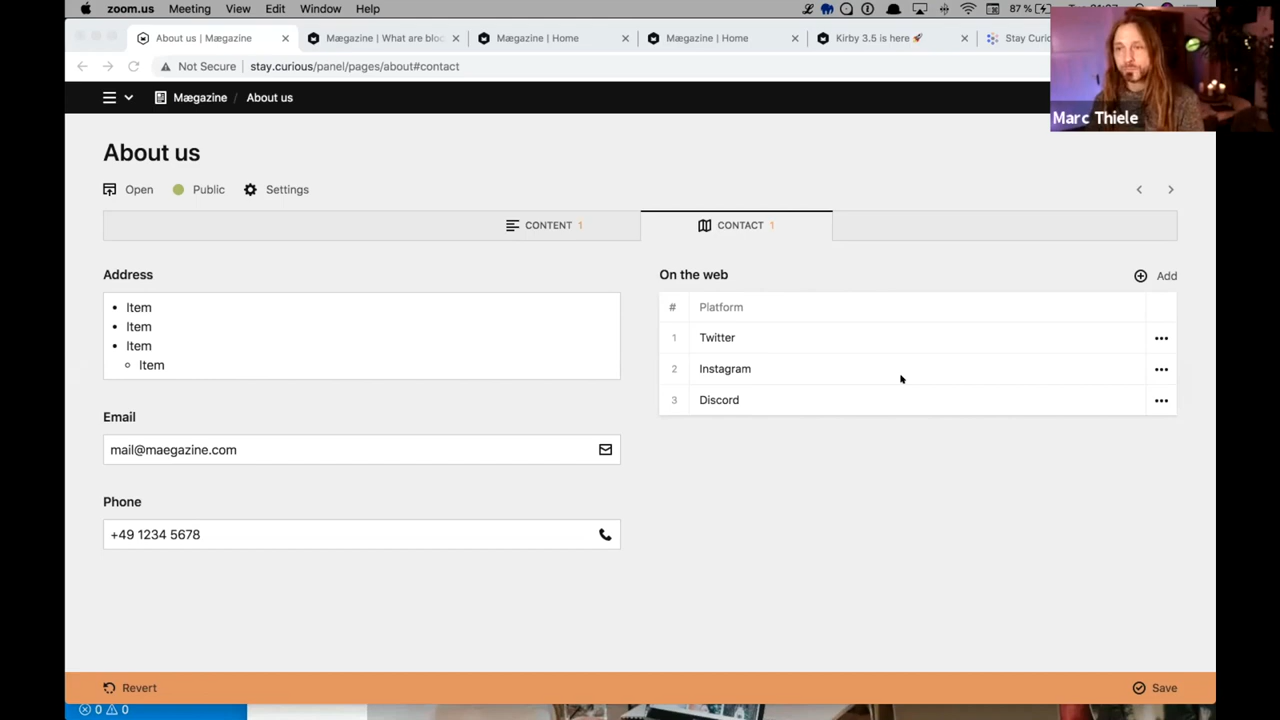 zoom.us Meeting View Edit Window Help 87 %
About us | Mægazine Mægazine | What are bloc Mægazine | Home Mægazine | Home Kirby 3.5 is here 🚀 Stay Curio
Not Secure stay.curious/panel/pages/about#contact
Mægazine / About us
Marc Thiele
About us
Open Public Settings
CONTENT 1 CONTACT 1
Address
• Item
• Item
• Item
◦ Item
Email
mail@maegazine.com
Phone
+49 1234 5678
On the web Add
# Platform
1 Twitter
2 Instagram
3 Discord
Revert Save
0 0